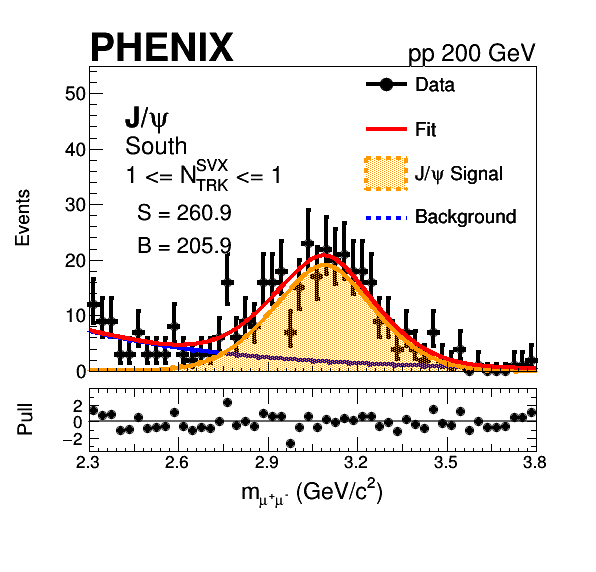 PHENIX pp 200 GeV
Data
Fit
J/ψ Signal
Background
J/ψ
South
1 <= N^SVX_TRK <= 1
S = 260.9
B = 205.9
Events
50
40
30
20
10
0
Pull
2
0
−2
2.3 2.6 2.9 3.2 3.5 3.8
m_μ⁺μ⁻ (GeV/c²)